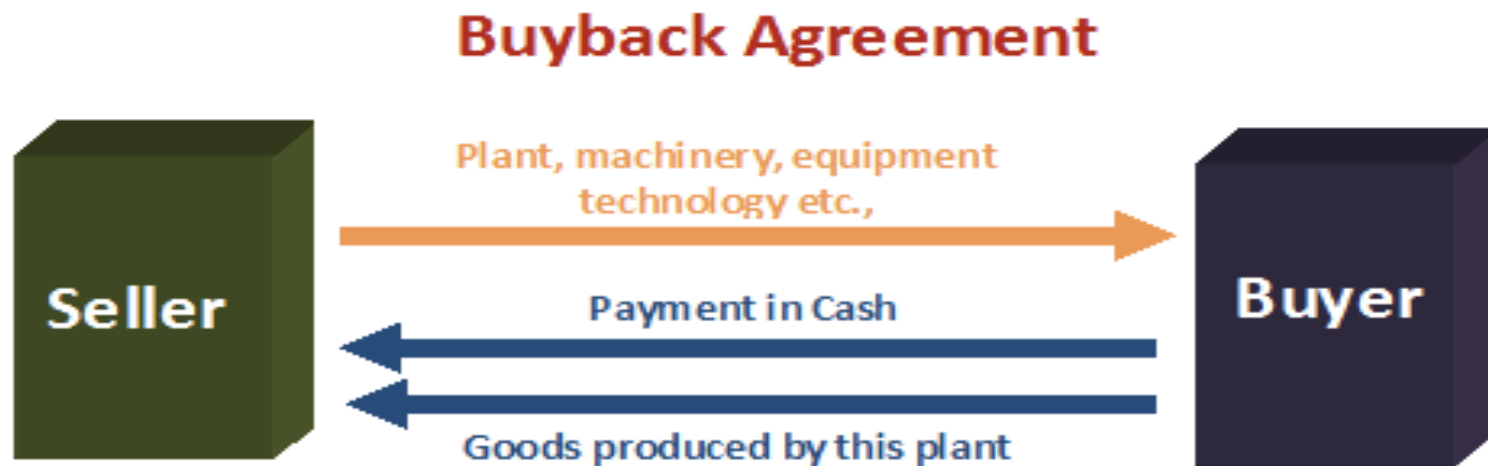 Buyback Agreement
Plant, machinery, equipment
technology etc.,
Seller
Payment in Cash
Buyer
Goods produced by this plant